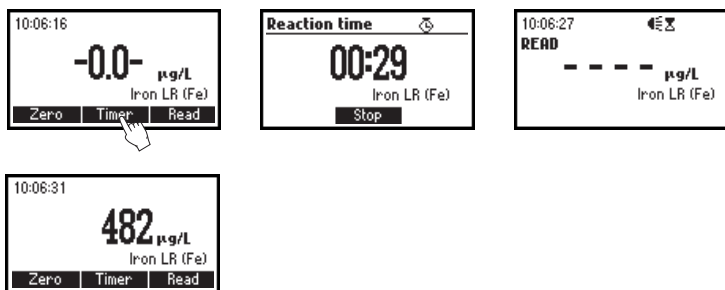 10:06:16
-0.0- µg/L
Iron LR (Fe)
Zero Timer Read
Reaction time
00:29
Iron LR (Fe)
Stop
10:06:27
READ
- - - - µg/L
Iron LR (Fe)
10:06:31
482 µg/L
Iron LR (Fe)
Zero Timer Read